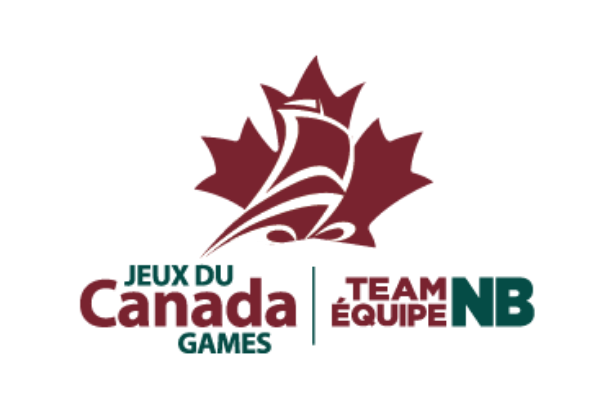 JEUX DU
Canada
GAMES
TEAM
ÉQUIPE NB